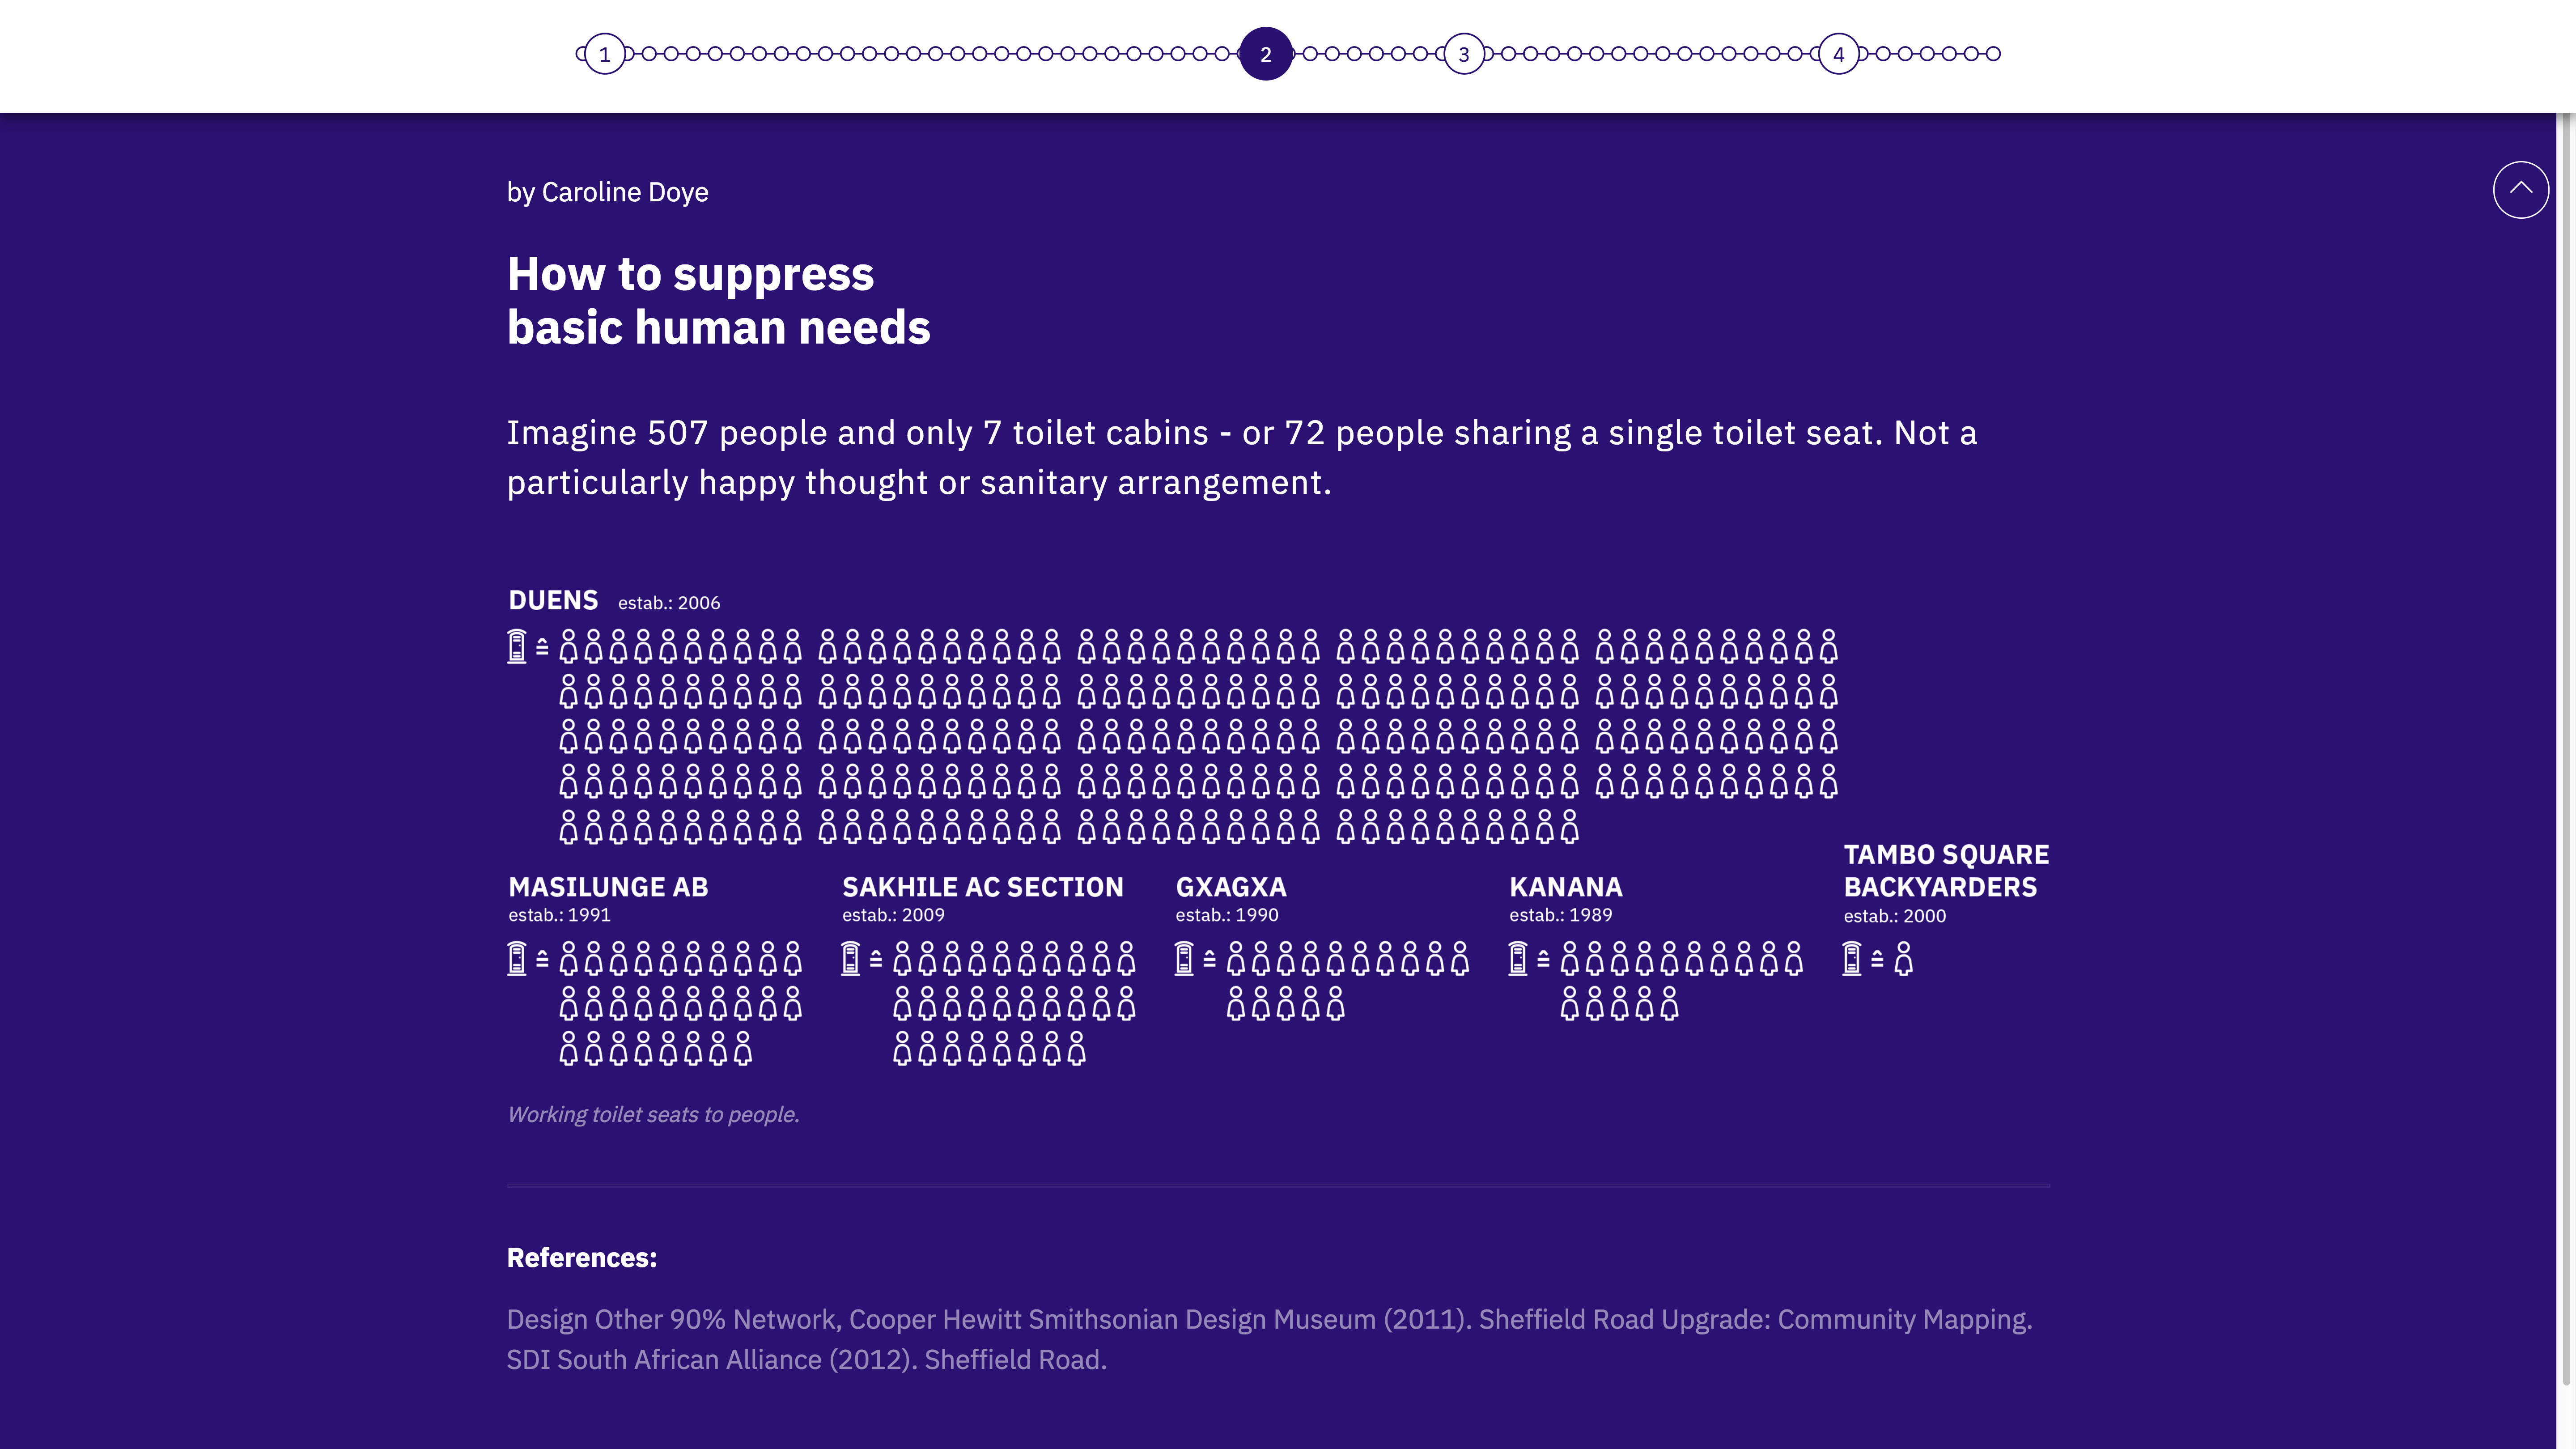 1 2 3 4
by Caroline Doye
How to suppress
basic human needs
Imagine 507 people and only 7 toilet cabins - or 72 people sharing a single toilet seat. Not a
particularly happy thought or sanitary arrangement.
DUENS estab.: 2006
MASILUNGE AB
estab.: 1991
SAKHILE AC SECTION
estab.: 2009
GXAGXA
estab.: 1990
KANANA
estab.: 1989
TAMBO SQUARE
BACKYARDERS
estab.: 2000
Working toilet seats to people.
References:
Design Other 90% Network, Cooper Hewitt Smithsonian Design Museum (2011). Sheffield Road Upgrade: Community Mapping.
SDI South African Alliance (2012). Sheffield Road.